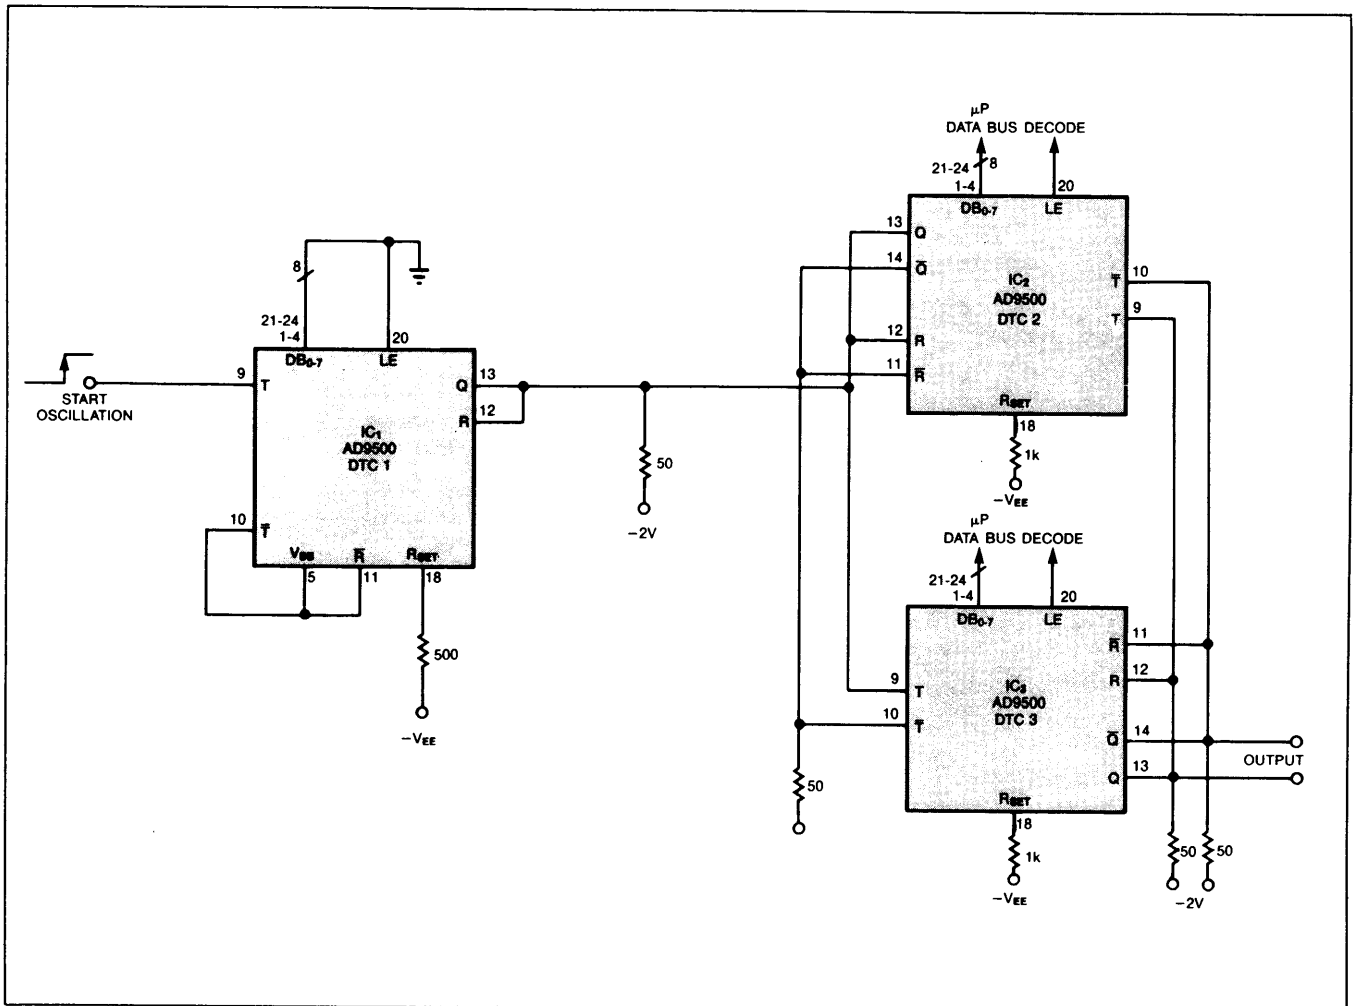 µP
DATA BUS DECODE
21-24 8
1-4 20
DB0-7 LE
13 Q
14 Q̅
IC2
AD9500
DTC 2
T̅ 10
T 9
12 R
11 R̅
RSET
18
1k
−VEE
8
21-24
1-4 20
DB0-7 LE
9 T
START
OSCILLATION
Q 13
R 12
IC1
AD9500
DTC 1
10 T̅
VBB R̅ RSET
5 11 18
500
−VEE
50
−2V
µP
DATA BUS DECODE
21-24
1-4 20
DB0-7 LE
R̅ 11
R 12
9 T
10 T̅
IC3
AD9500
DTC 3
Q̅ 14
Q 13
OUTPUT
RSET
18
1k
−VEE
50
50 50
−2V